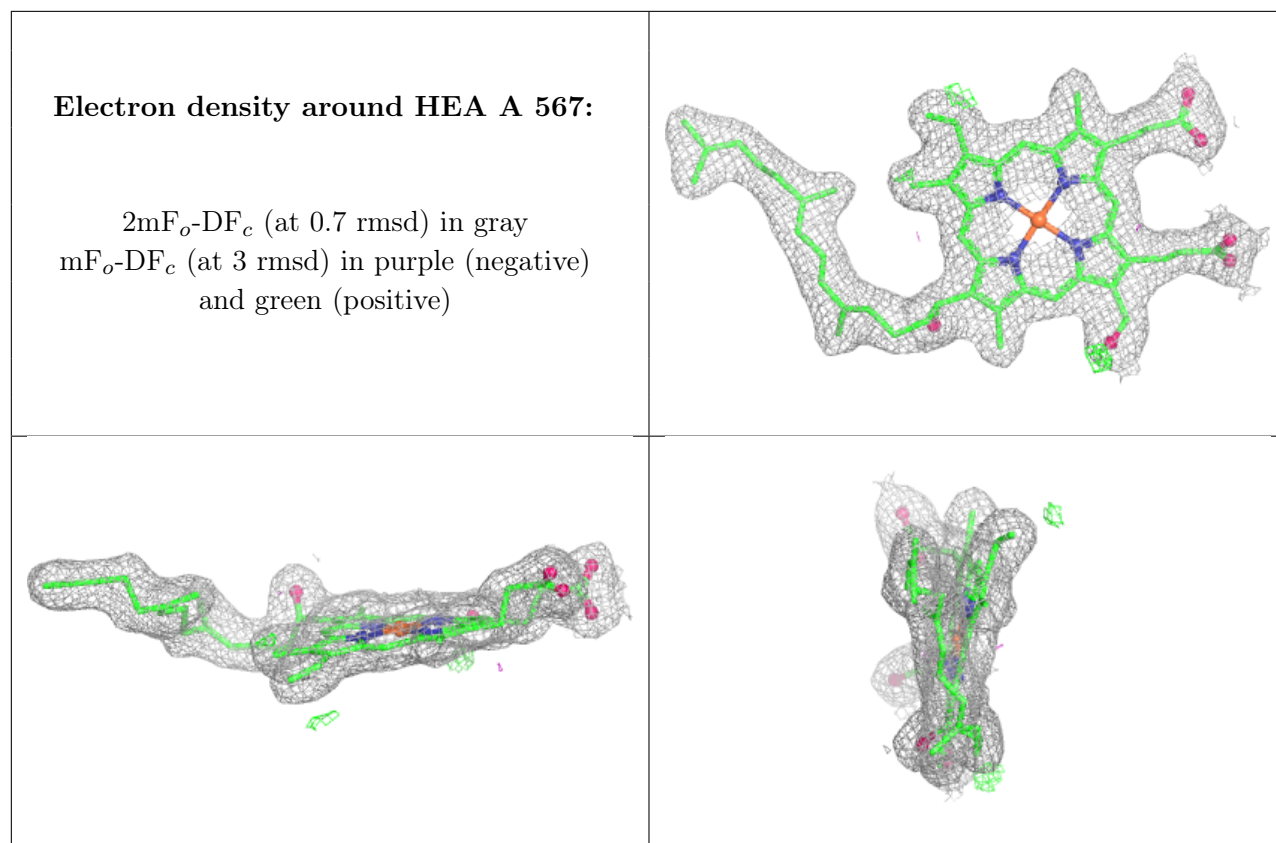 Electron density around HEA A 567:
2mFo-DFc (at 0.7 rmsd) in gray
mFo-DFc (at 3 rmsd) in purple (negative)
and green (positive)